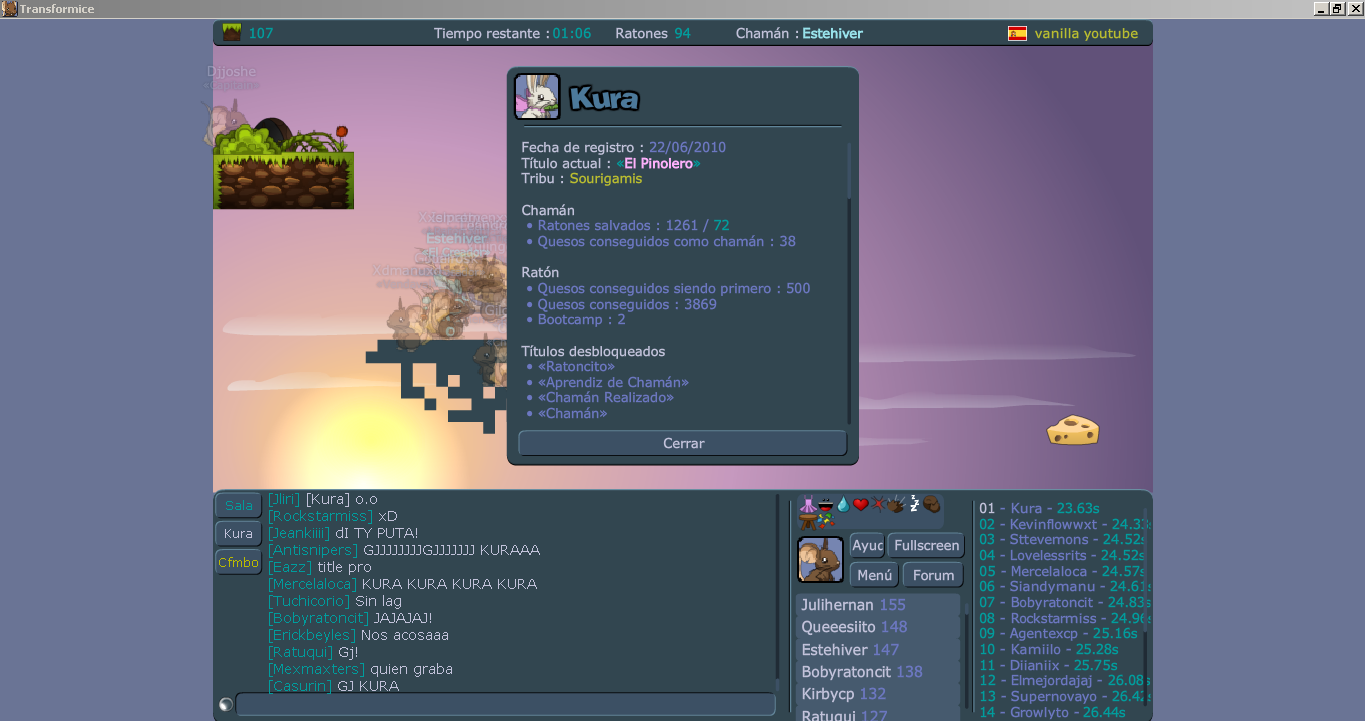 Transformice
107
Tiempo restante : 01:06
Ratones 94
Chamán : Estehiver
vanilla youtube
Djjoshe
Kura
Fecha de registro : 22/06/2010
Título actual : «El Pinolero»
Tribu : Sourigamis
Chamán
• Ratones salvados : 1261 / 72
• Quesos conseguidos como chamán : 38
Ratón
• Quesos conseguidos siendo primero : 500
• Quesos conseguidos : 3869
• Bootcamp : 2
Títulos desbloqueados
• «Ratoncito»
• «Aprendiz de Chamán»
• «Chamán Realizado»
• «Chamán»
Cerrar
Estehiver
Sala
Kura
Cfmbo
[Jliri] [Kura] o.o
[Rockstarmiss] xD
[Jeankiiii] dI TY PUTA!
[Antisnipers] GJJJJJJJJJGJJJJJJJ KURAAA
[Eazz] title pro
[Mercelaloca] KURA KURA KURA KURA
[Tuchicorio] Sin lag
[Bobyratoncit] JAJAJAJ!
[Erickbeyles] Nos acosaaa
[Ratuqui] Gj!
[Mexmaxters] quien graba
[Casurin] GJ KURA
Ayuc
Fullscreen
Menú
Forum
Julihernan 155
Queeesiito 148
Estehiver 147
Bobyratoncit 138
Kirbycp 132
Ratuqui 127
01 - Kura - 23.63s
02 - Kevinflowwxt - 24.3
03 - Sttevemons - 24.52s
04 - Lovelessrits - 24.52s
05 - Mercelaloca - 24.57s
06 - Siandymanu - 24.61s
07 - Bobyratoncit - 24.83s
08 - Rockstarmiss - 24.96s
09 - Agentexcp - 25.16s
10 - Kamiilo - 25.28s
11 - Diianiix - 25.75s
12 - Elmejordajaj - 26.08s
13 - Supernovayo - 26.42s
14 - Growlyto - 26.44s